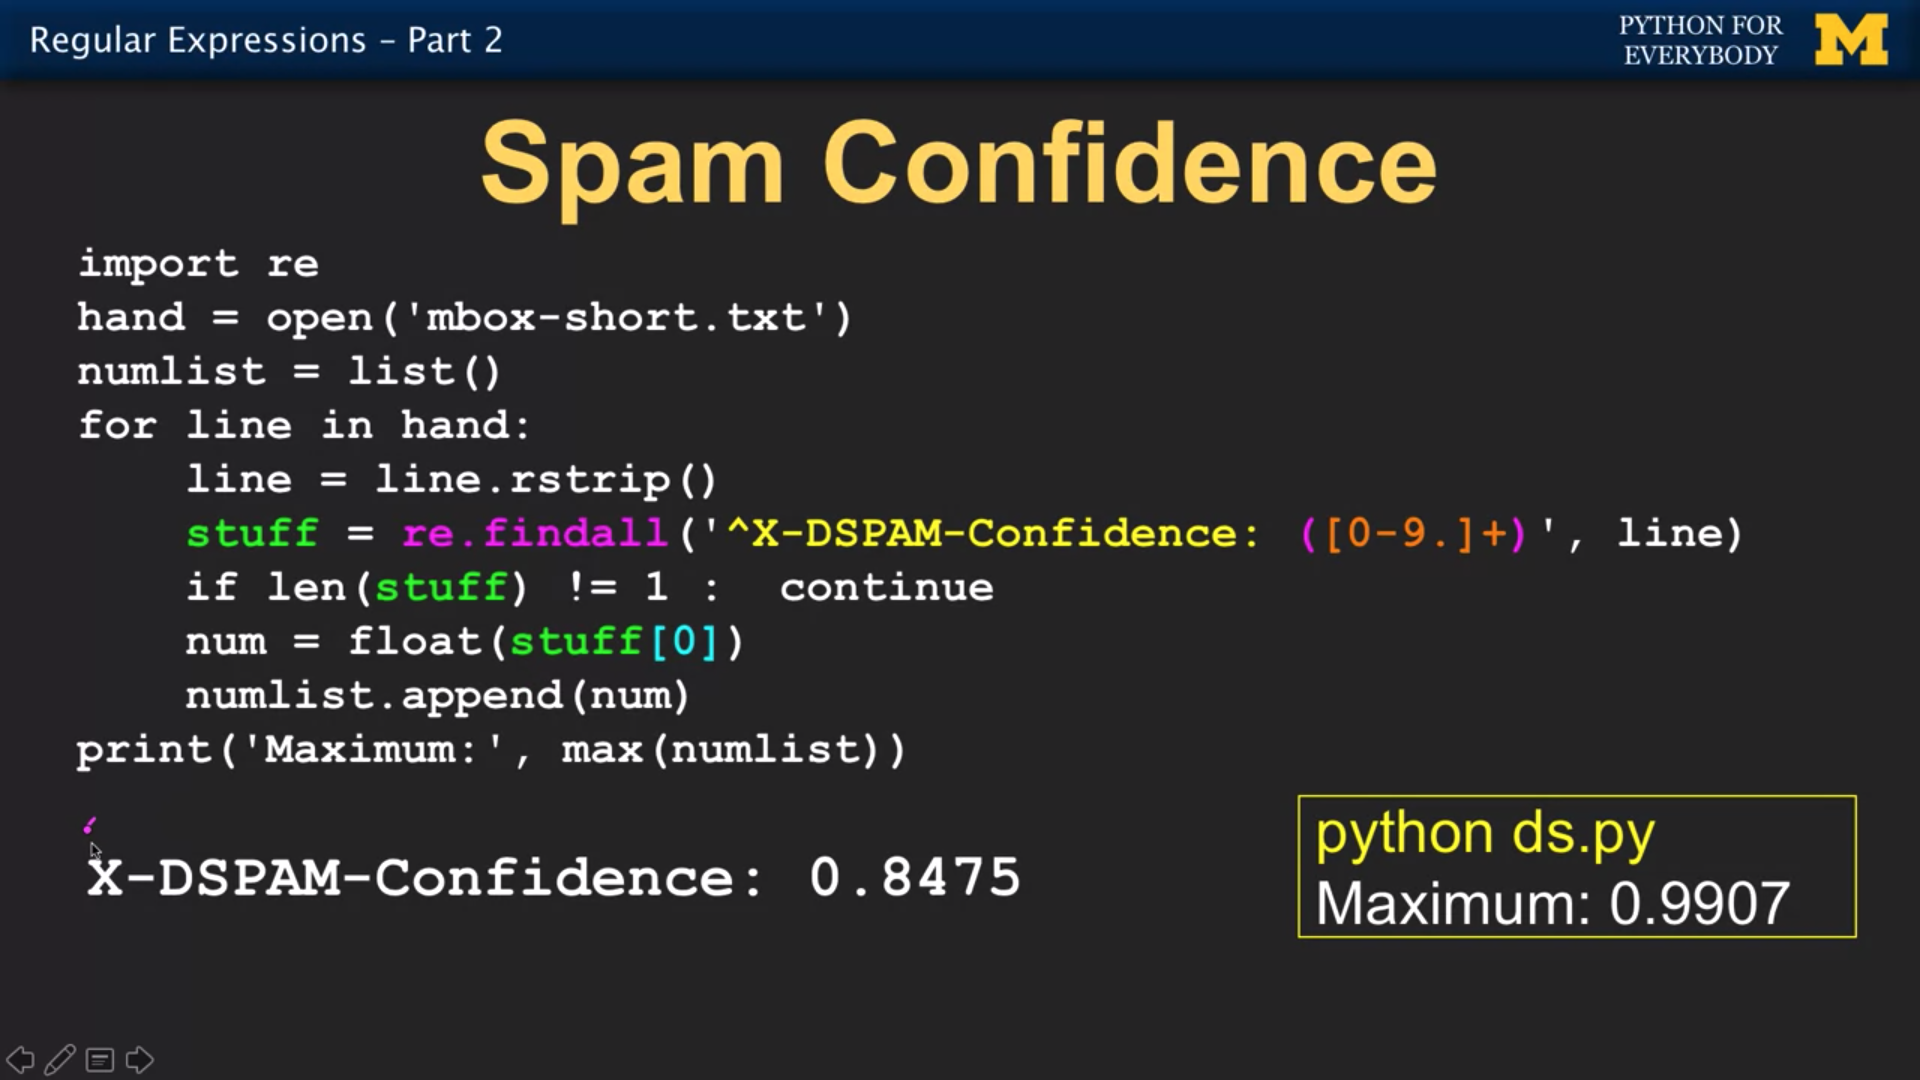 Regular Expressions – Part 2
PYTHON FOR
EVERYBODY
M
Spam Confidence
import re
hand = open('mbox-short.txt')
numlist = list()
for line in hand:
    line = line.rstrip()
    stuff = re.findall('^X-DSPAM-Confidence: ([0-9.]+)', line)
    if len(stuff) != 1 :  continue
    num = float(stuff[0])
    numlist.append(num)
print('Maximum:', max(numlist))
X-DSPAM-Confidence: 0.8475
python ds.py
Maximum: 0.9907